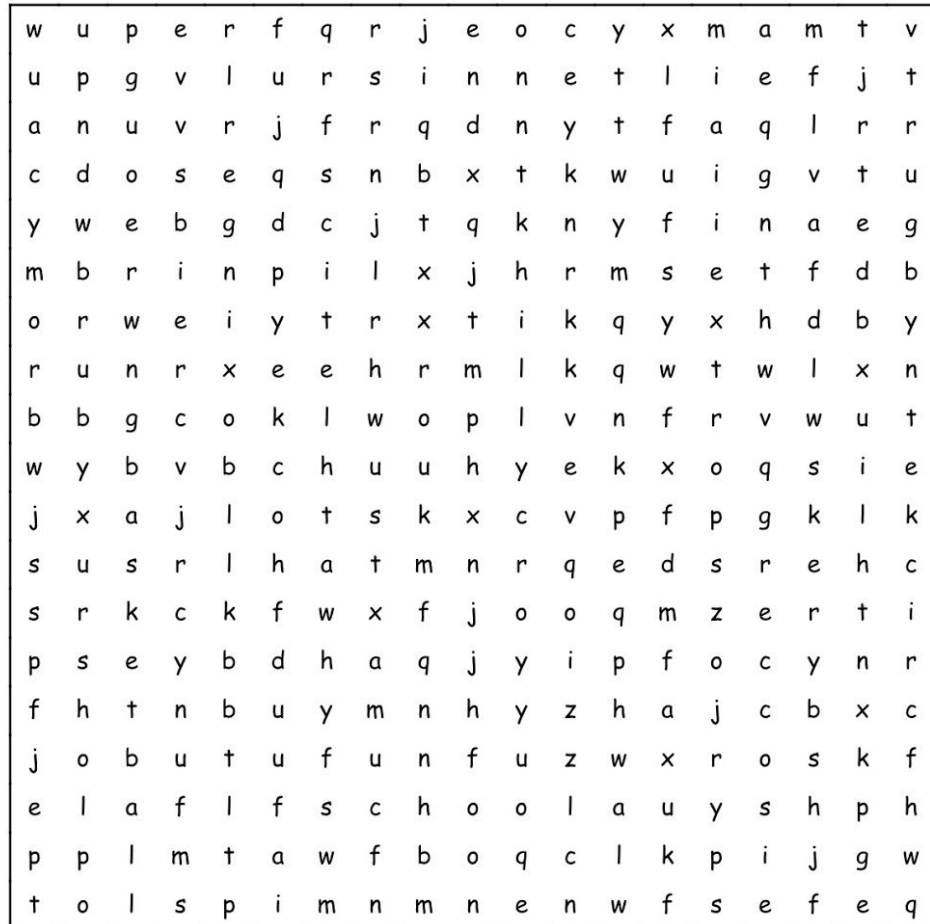 w u p e r f q r j e o c y x m a m t v
u p g v l u r s i n n e t l i e f j t
a n u v r j f r q d n y t f a q l r r
c d o s e q s n b x t k w u i g v t u
y w e b g d c j t q k n y f i n a e g
m b r i n p i l x j h r m s e t f d b
o r w e i y t r x t i k q y x h d b y
r u n r x e e h r m l k q w t w l x n
b b g c o k l w o p l v n f r v w u t
w y b v b c h u u h y e k x o q s i e
j x a j l o t s k x c v p f p g k l k
s u s r l h a t m n r q e d s r e h c
s r k c k f w x f j o o q m z e r t i
p s e y b d h a q j y i p f o c y n r
f h t n b u y m n h y z h a j c b x c
j o b u t u f u n f u z w x r o s k f
e l a f l f s c h o o l a u y s h p h
p p l m t a w f b o q c l k p i j g w
t o l s p i m n m n e n w f s e f e q